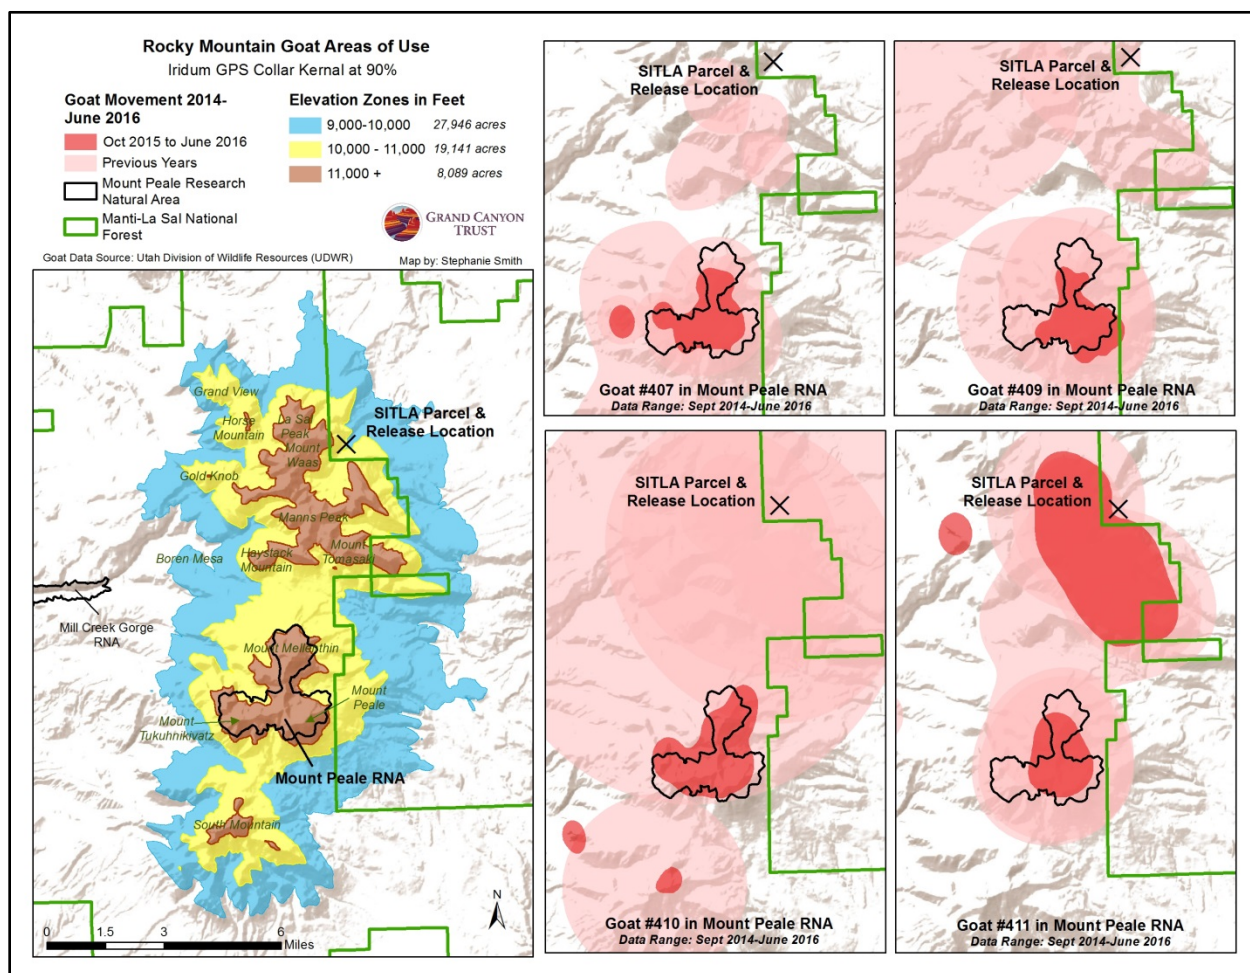 Rocky Mountain Goat Areas of Use
Iridum GPS Collar Kernal at 90%
Goat Movement 2014-
June 2016
Oct 2015 to June 2016
Previous Years
Mount Peale Research
Natural Area
Manti-La Sal National
Forest
Elevation Zones in Feet
9,000-10,000 27,946 acres
10,000 - 11,000 19,141 acres
11,000 + 8,089 acres
GRAND CANYON
TRUST
Goat Data Source: Utah Division of Wildlife Resources (UDWR)
Map by: Stephanie Smith
Grand View
Horse
Mountain
La Sal
Peak
Mount
Waas
SITLA Parcel &
Release Location
Gold Knob
Manns Peak
Boren Mesa
Haystack
Mountain
Mount
Tomasaki
Mill Creek Gorge
RNA
Mount Mellenthin
Mount
Peale
Mount
Tukuhnikivatz
Mount Peale RNA
South Mountain
N
0 1.5 3 6
Miles
SITLA Parcel &
Release Location
Goat #407 in Mount Peale RNA
Data Range: Sept 2014-June 2016
SITLA Parcel &
Release Location
Goat #409 in Mount Peale RNA
Data Range: Sept 2014-June 2016
SITLA Parcel &
Release Location
Goat #410 in Mount Peale RNA
Data Range: Sept 2014-June 2016
SITLA Parcel &
Release Location
Goat #411 in Mount Peale RNA
Data Range: Sept 2014-June 2016